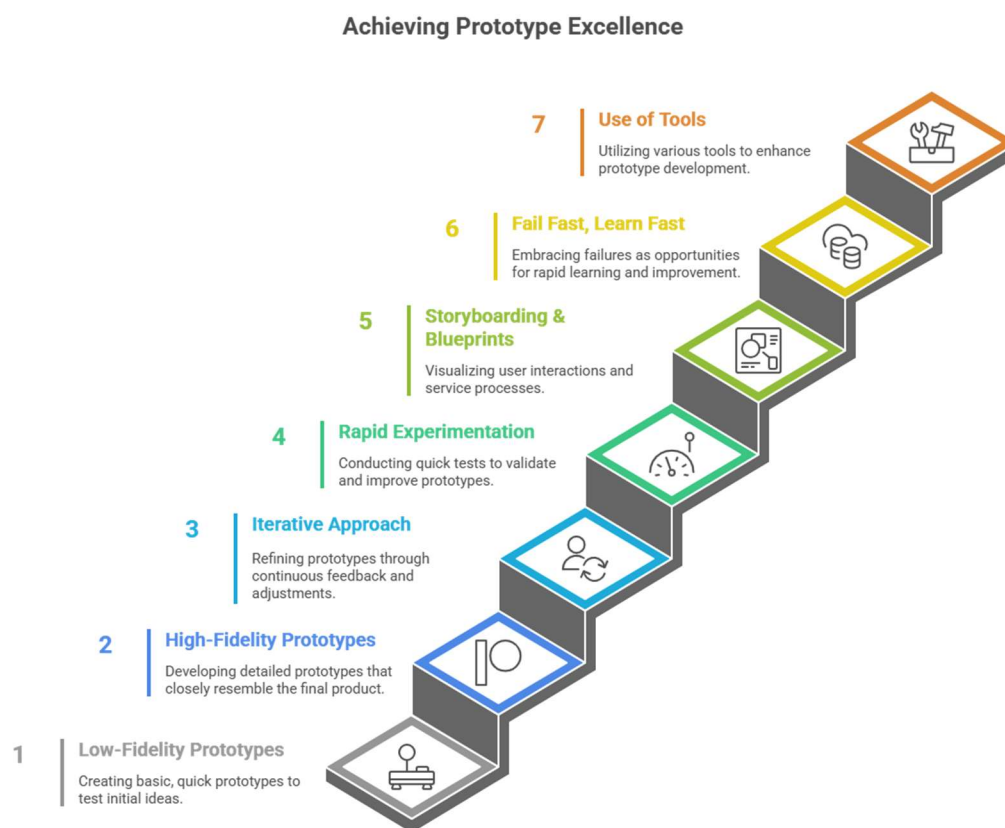 Achieving Prototype Excellence
7
Use of Tools
Utilizing various tools to enhance
prototype development.
6
Fail Fast, Learn Fast
Embracing failures as opportunities
for rapid learning and improvement.
5
Storyboarding &
Blueprints
Visualizing user interactions and
service processes.
4
Rapid Experimentation
Conducting quick tests to validate
and improve prototypes.
3
Iterative Approach
Refining prototypes through
continuous feedback and
adjustments.
2
High-Fidelity Prototypes
Developing detailed prototypes that
closely resemble the final product.
1
Low-Fidelity Prototypes
Creating basic, quick prototypes to
test initial ideas.